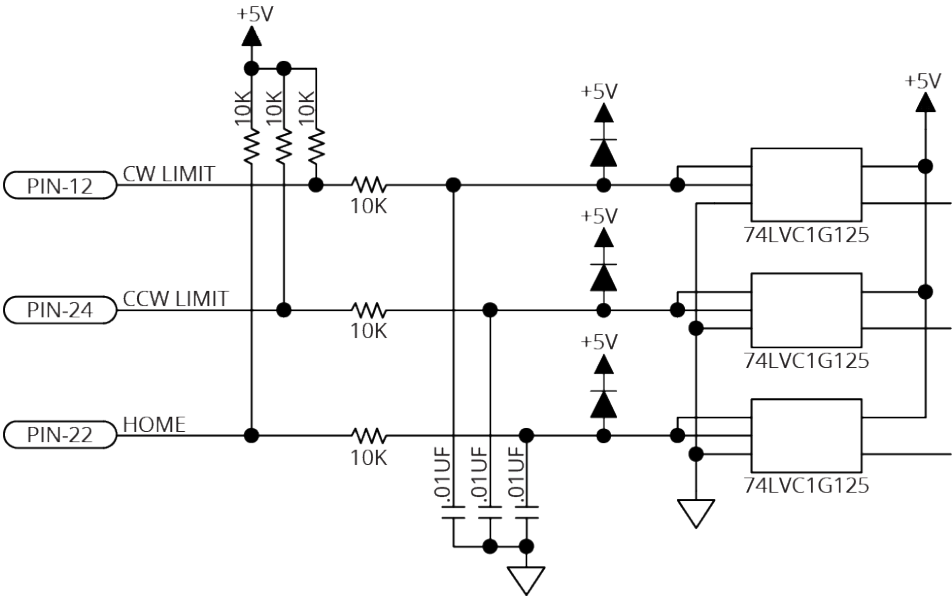 +5V
+5V
+5V
10K
10K
10K
PIN-12
CW LIMIT
10K
74LVC1G125
+5V
PIN-24
CCW LIMIT
10K
74LVC1G125
+5V
PIN-22
HOME
10K
.01UF
.01UF
.01UF
74LVC1G125